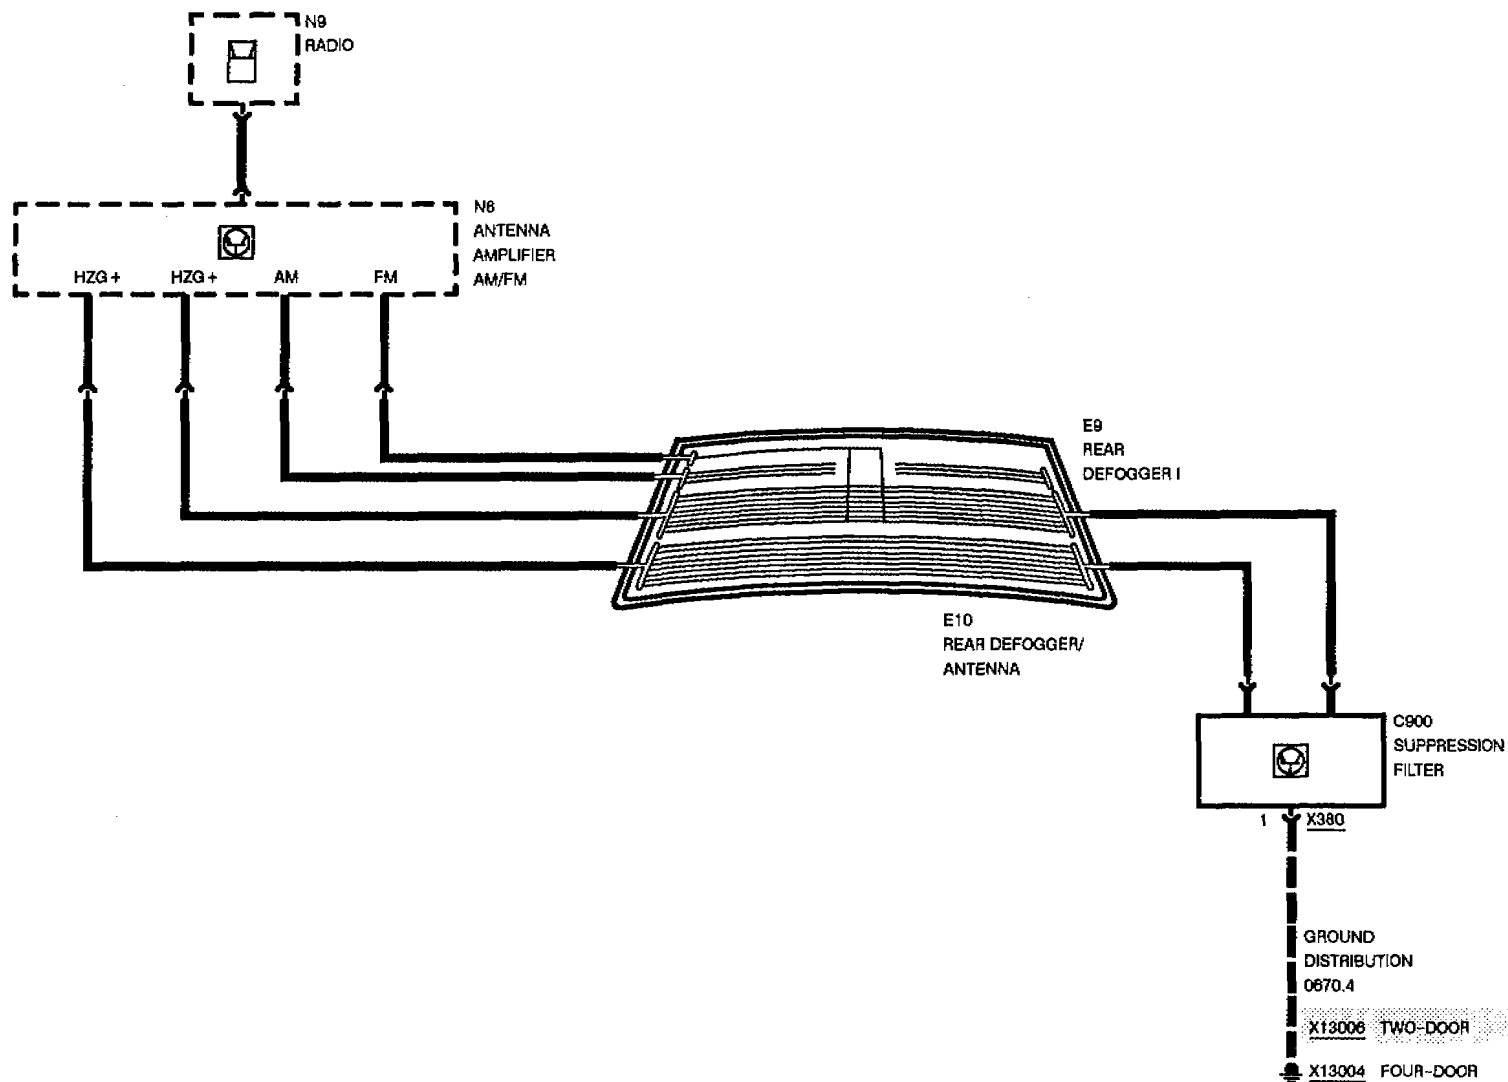 N9
RADIO
N6
ANTENNA
AMPLIFIER
AM/FM
HZG+
HZG+
AM
FM
E9
REAR
DEFOGGER I
E10
REAR DEFOGGER/
ANTENNA
C900
SUPPRESSION
FILTER
1 X380
GROUND
DISTRIBUTION
0670.4
X13006 TWO-DOOR
X13004 FOUR-DOOR